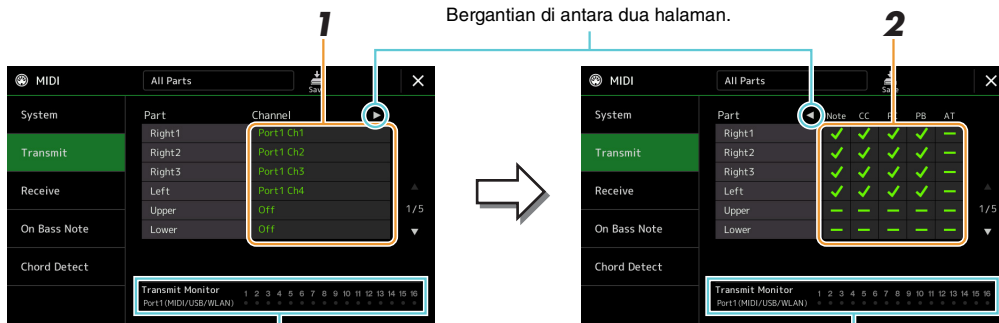 Bergantian di antara dua halaman.
1
2
MIDI
All Parts
Save
System
Transmit
Receive
On Bass Note
Chord Detect
Part Channel
Right1 Port1 Ch1
Right2 Port1 Ch2
Right3 Port1 Ch3
Left Port1 Ch4
Upper Off
Lower Off
1/5
Transmit Monitor
Port1(MIDI/USB/WLAN)
1 2 3 4 5 6 7 8 9 10 11 12 13 14 15 16
MIDI
All Parts
Save
System
Transmit
Receive
On Bass Note
Chord Detect
Part Note CC PC PB AT
Right1
Right2
Right3
Left
Upper
Lower
1/5
Transmit Monitor
Port1(MIDI/USB/WLAN)
1 2 3 4 5 6 7 8 9 10 11 12 13 14 15 16